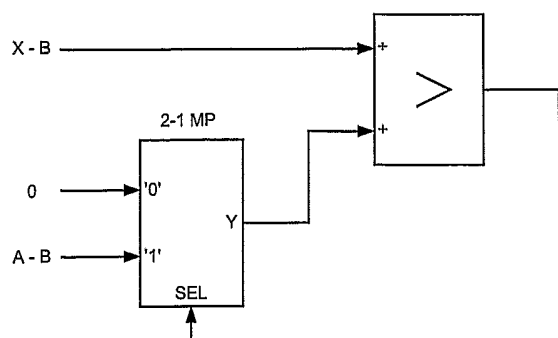 X - B
+
>
+
2-1 MP
0
'0'
Y
A - B
'1'
SEL